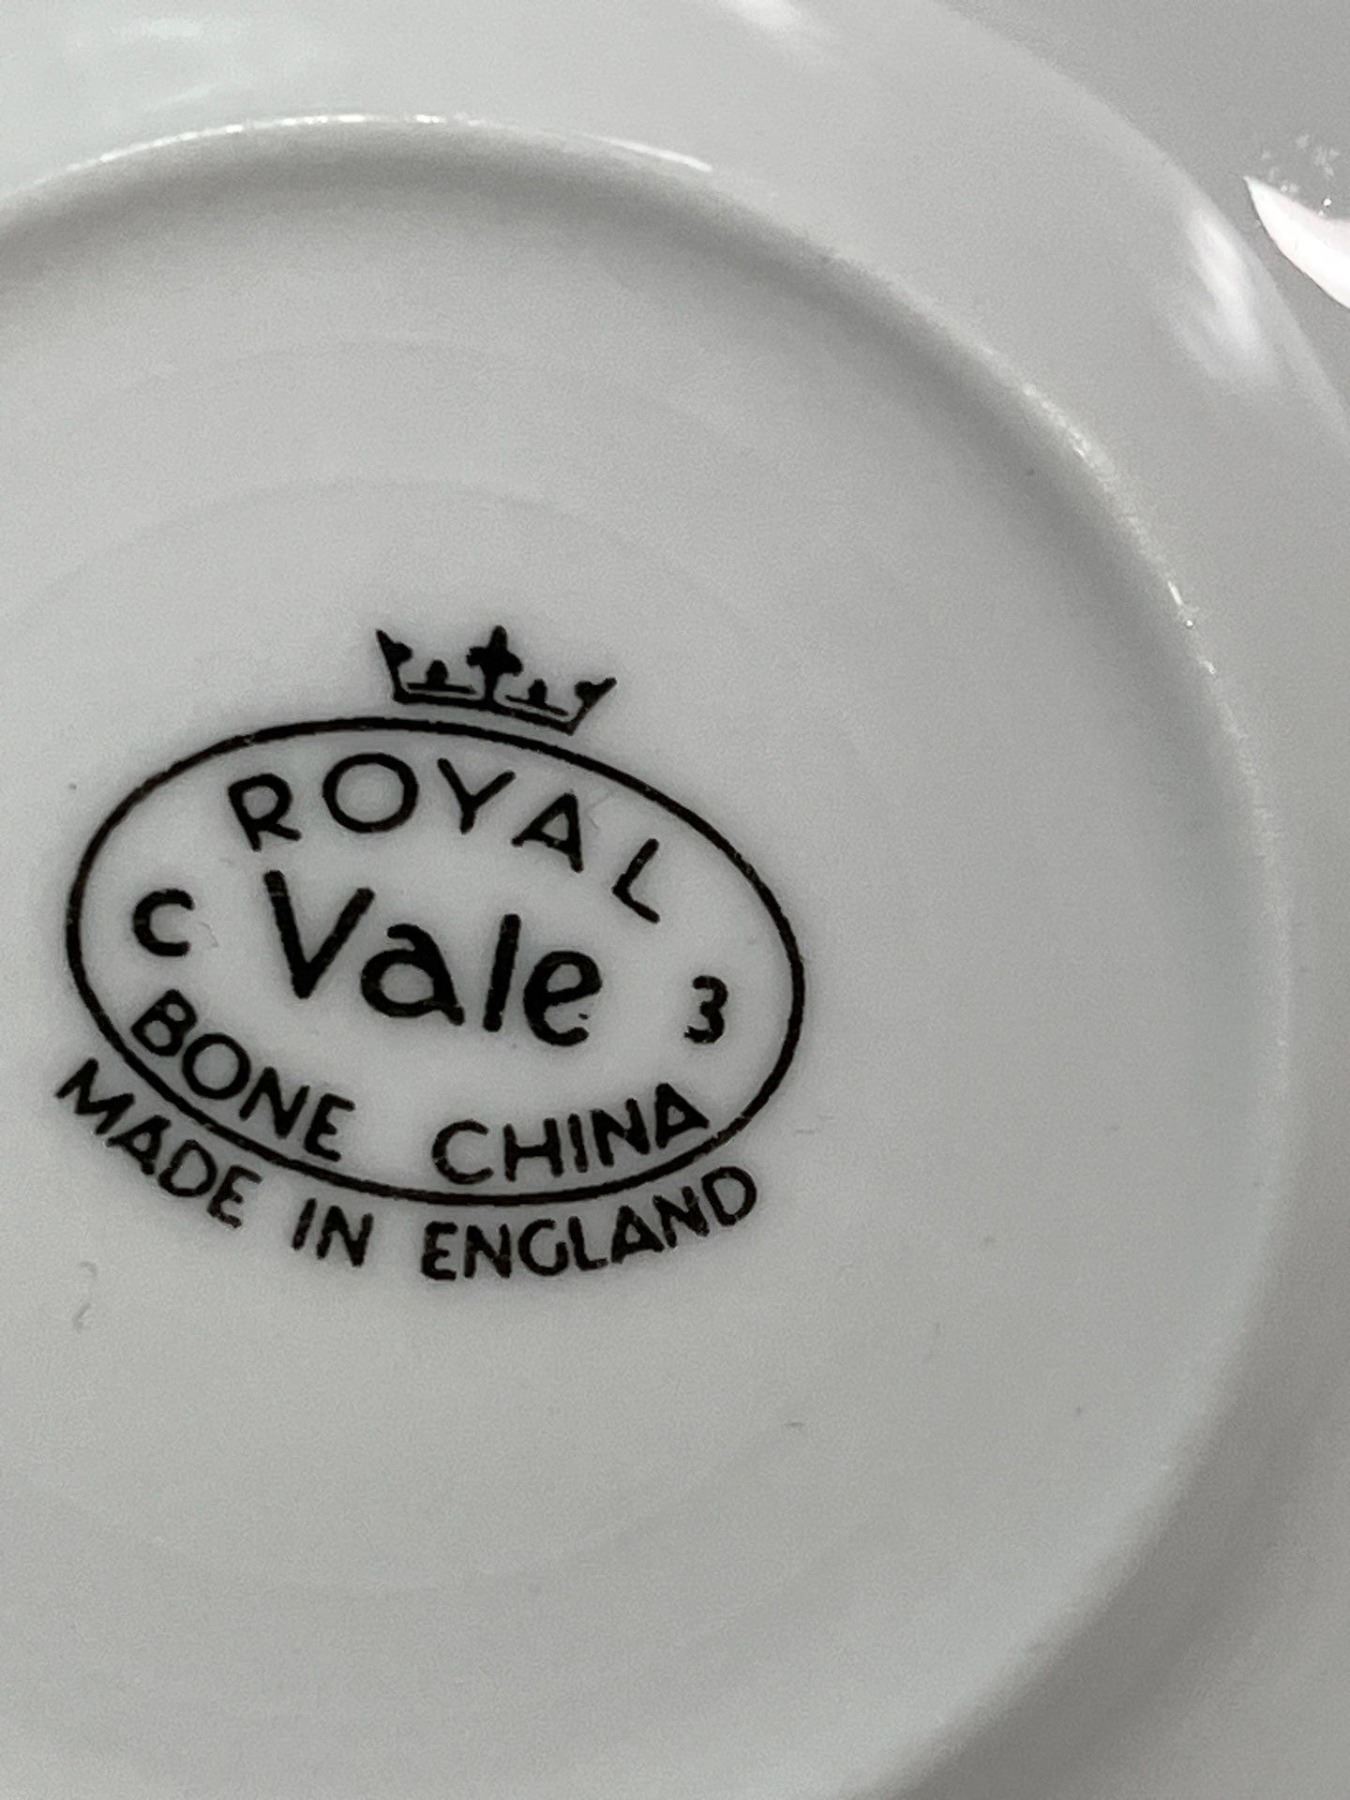 ROYAL
C Vale 3
BONE CHINA
MADE IN ENGLAND